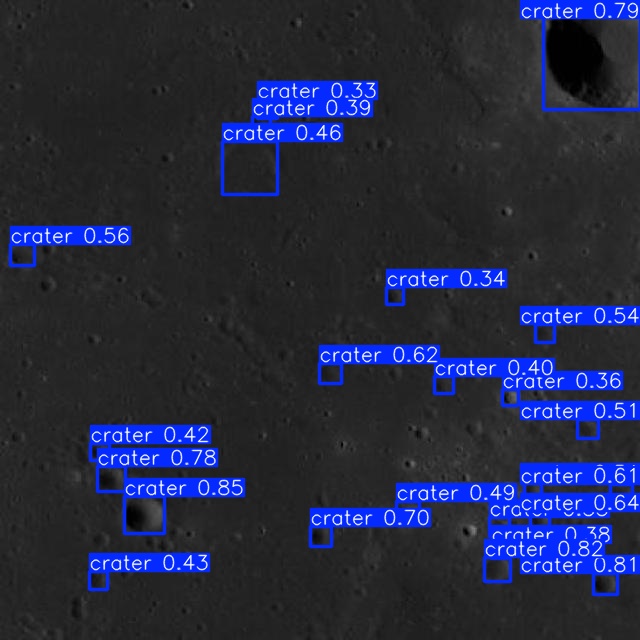 crater 0.79
crater 0.33
crater 0.39
crater 0.46
crater 0.56
crater 0.34
crater 0.54
crater 0.62
crater 0.40
crater 0.36
crater 0.51
crater 0.42
crater 0.78
crater 0.61
crater 0.85
crater 0.49
crater 0.64
crater 0.70
crater 0.38
crater 0.82
crater 0.43
crater 0.81